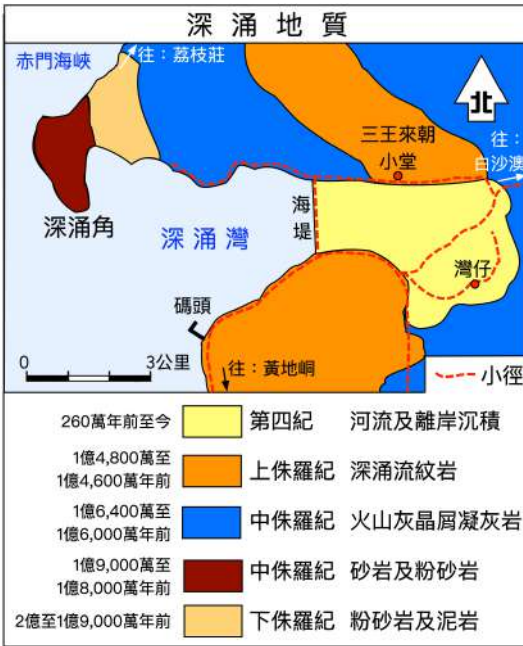 深涌地質
赤門海峽
往：荔枝莊
北
三王來朝
小堂
往：
白沙澳
深涌角
深涌灣
海
堤
灣仔
碼頭
0 3公里
往：黃地峒
小徑
260萬年前至今 第四紀 河流及離岸沉積
1億4,800萬至
1億4,600萬年前 上侏羅紀 深涌流紋岩
1億6,400萬至
1億6,000萬年前 中侏羅紀 火山灰晶屑凝灰岩
1億9,000萬至
1億8,000萬年前 中侏羅紀 砂岩及粉砂岩
2億至1億9,000萬年前 下侏羅紀 粉砂岩及泥岩